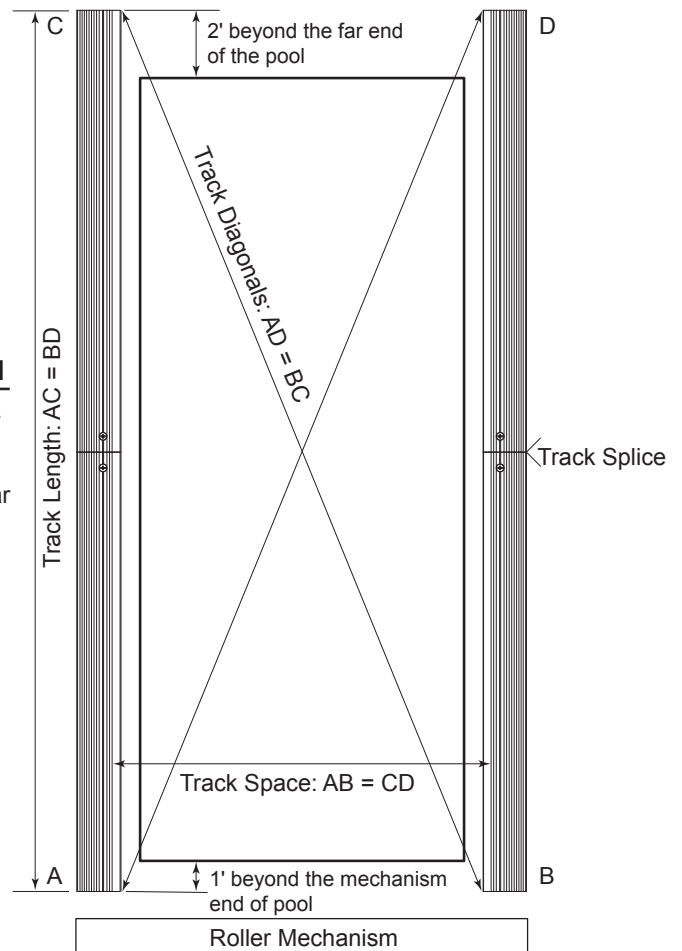 C
D
2' beyond the far end
of the pool
Track Diagonals: AD = BC
Track Length: AC = BD
Track Splice
Track Space: AB = CD
A
B
1' beyond the mechanism
end of pool
Roller Mechanism